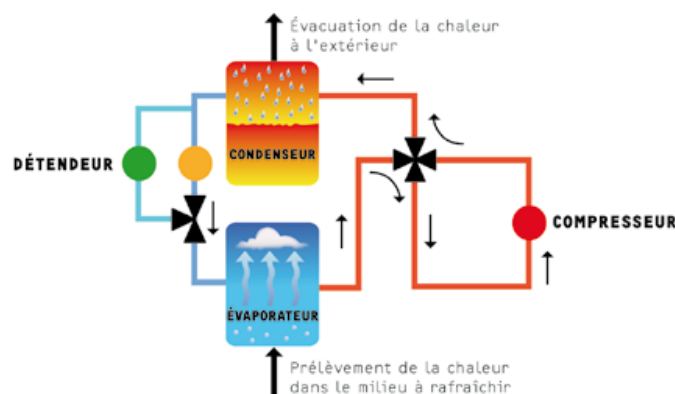 Évacuation de la chaleur
à l'extérieur
CONDENSEUR
DÉTENDEUR
COMPRESSEUR
ÉVAPORATEUR
Prélèvement de la chaleur
dans le milieu à rafraîchir